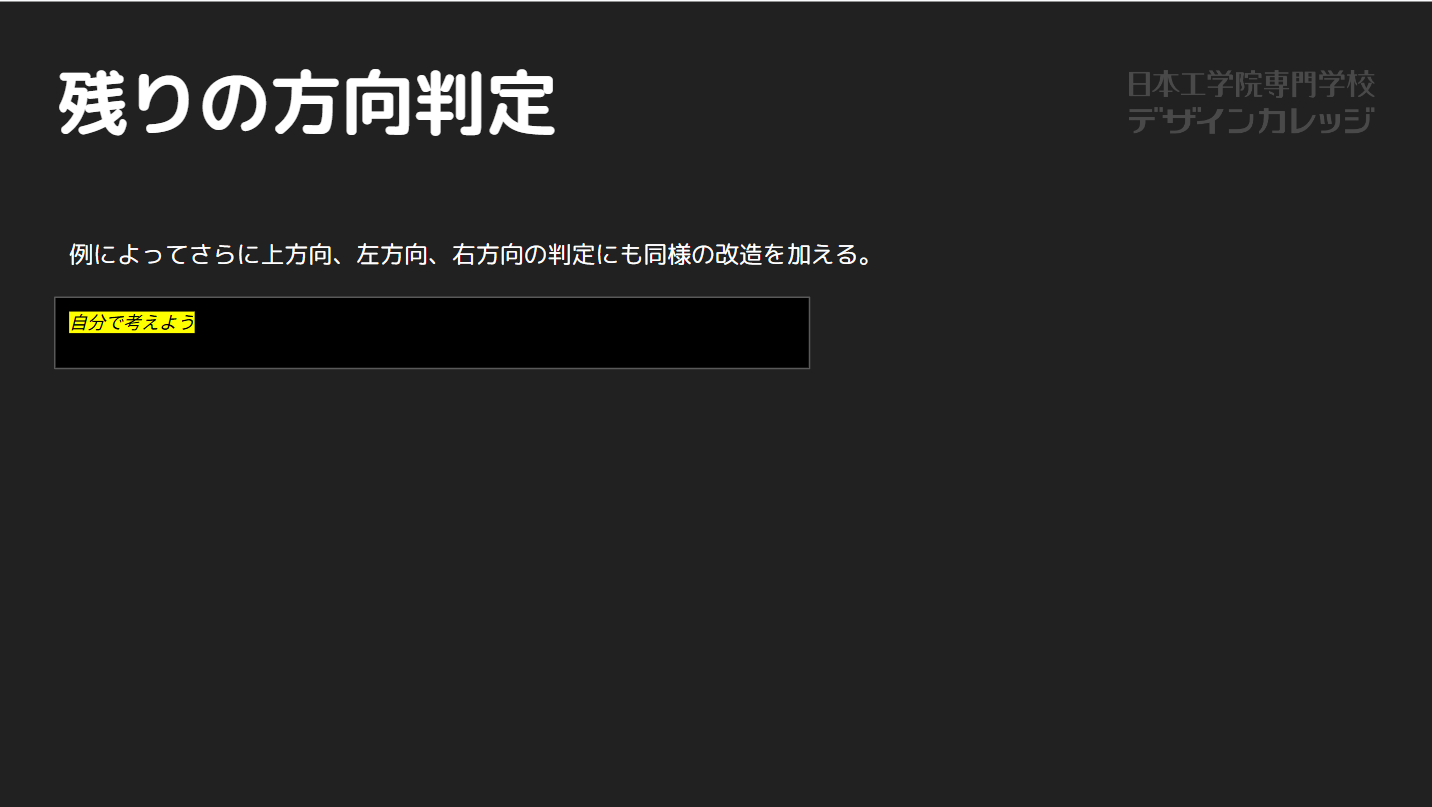 残りの方向判定
日本工学院専門学校
デザインカレッジ
例によってさらに上方向、左方向、右方向の判定にも同様の改造を加える。
自分で考えよう